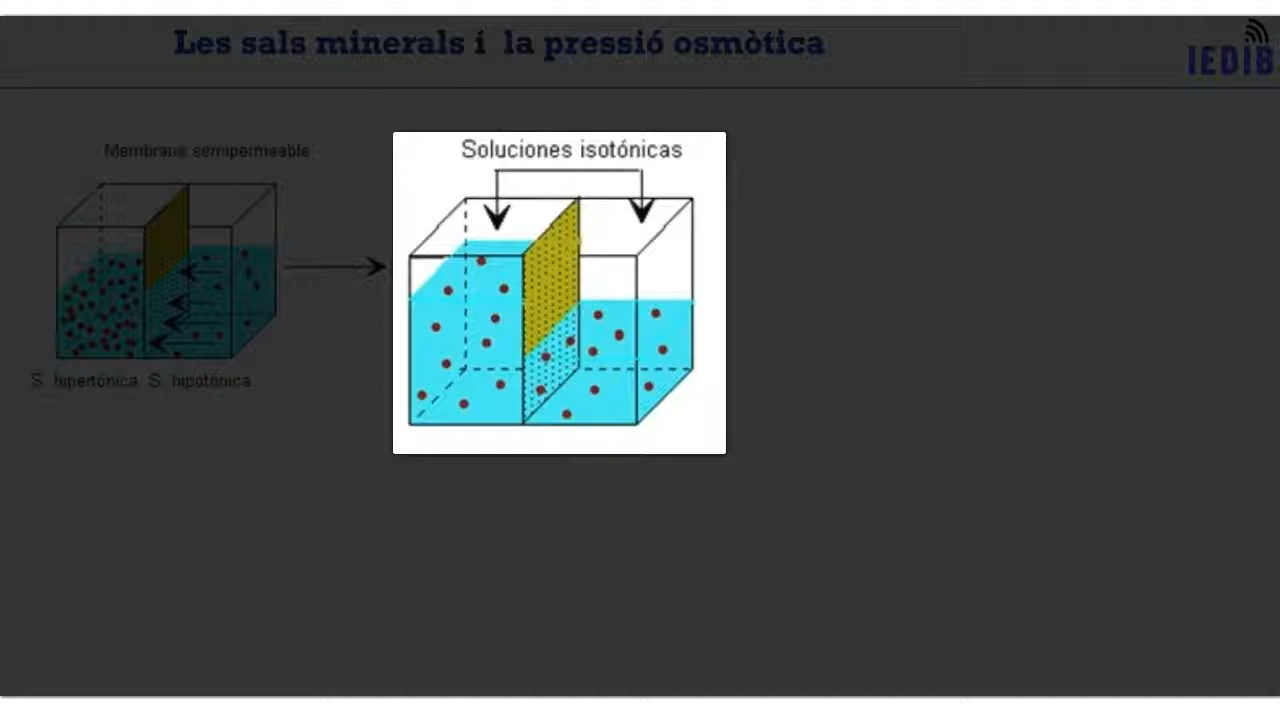 Les sals minerals i la pressió osmòtica
IEDIB
Membrana semipermeable
Soluciones isotónicas
S. hipertónica S. hipotónica